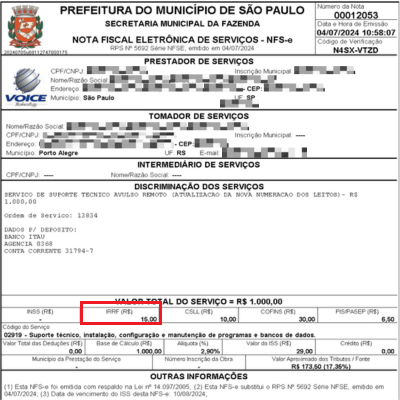 PREFEITURA DO MUNICÍPIO DE SÃO PAULO
SECRETARIA MUNICIPAL DA FAZENDA
NOTA FISCAL ELETRÔNICA DE SERVIÇOS - NFS-e
RPS Nº 5692 Série NFSE, emitido em 04/07/2024
Número da Nota
00012053
Data e Hora de Emissão
04/07/2024 10:58:07
Código de Verificação
N4SX-VTZD
PRESTADOR DE SERVIÇOS
CPF/CNPJ: Inscrição Municipal:
Nome/Razão Social:
Endereço: - CEP:
Município: São Paulo UF: SP
VOICE
Technology
TOMADOR DE SERVIÇOS
Nome/Razão Social:
CPF/CNPJ: Inscrição Municipal: ----
Endereço: - CEP:
Município: Porto Alegre UF: RS E-mail:
INTERMEDIÁRIO DE SERVIÇOS
CPF/CNPJ: ---- Nome/Razão Social: ----
DISCRIMINAÇÃO DOS SERVIÇOS
SERVICO DE SUPORTE TECNICO AVULSO REMOTO (ATUALIZACAO DA NOVA NUMERACAO DOS LEITOS)- R$
1.000,00
Ordem de Servico: 12834
DADOS P/ DEPOSITO:
BANCO ITAU
AGENCIA 8368
CONTA CORRENTE 31794-7
VALOR TOTAL DO SERVIÇO = R$ 1.000,00
INSS (R$) IRRF (R$) CSLL (R$) COFINS (R$) PIS/PASEP (R$)
- 15,00 10,00 30,00 6,50
Código do Serviço
02919 - Suporte técnico, instalação, configuração e manutenção de programas e bancos de dados.
Valor Total das Deduções (R$) Base de Cálculo (R$) Alíquota (%) Valor do ISS (R$) Crédito (R$)
0,00 1.000,00 2,90% 29,00 0,00
Município da Prestação do Serviço Número Inscrição da Obra Valor Aproximado dos Tributos / Fonte
- - R$ 173,50 (17,35%)
OUTRAS INFORMAÇÕES
(1) Esta NFS-e foi emitida com respaldo na Lei nº 14.097/2005; (2) Esta NFS-e substitui o RPS Nº 5692 Série NFSE, emitido
em 04/07/2024; (3) Data de vencimento do ISS desta NFS-e: 10/08/2024;